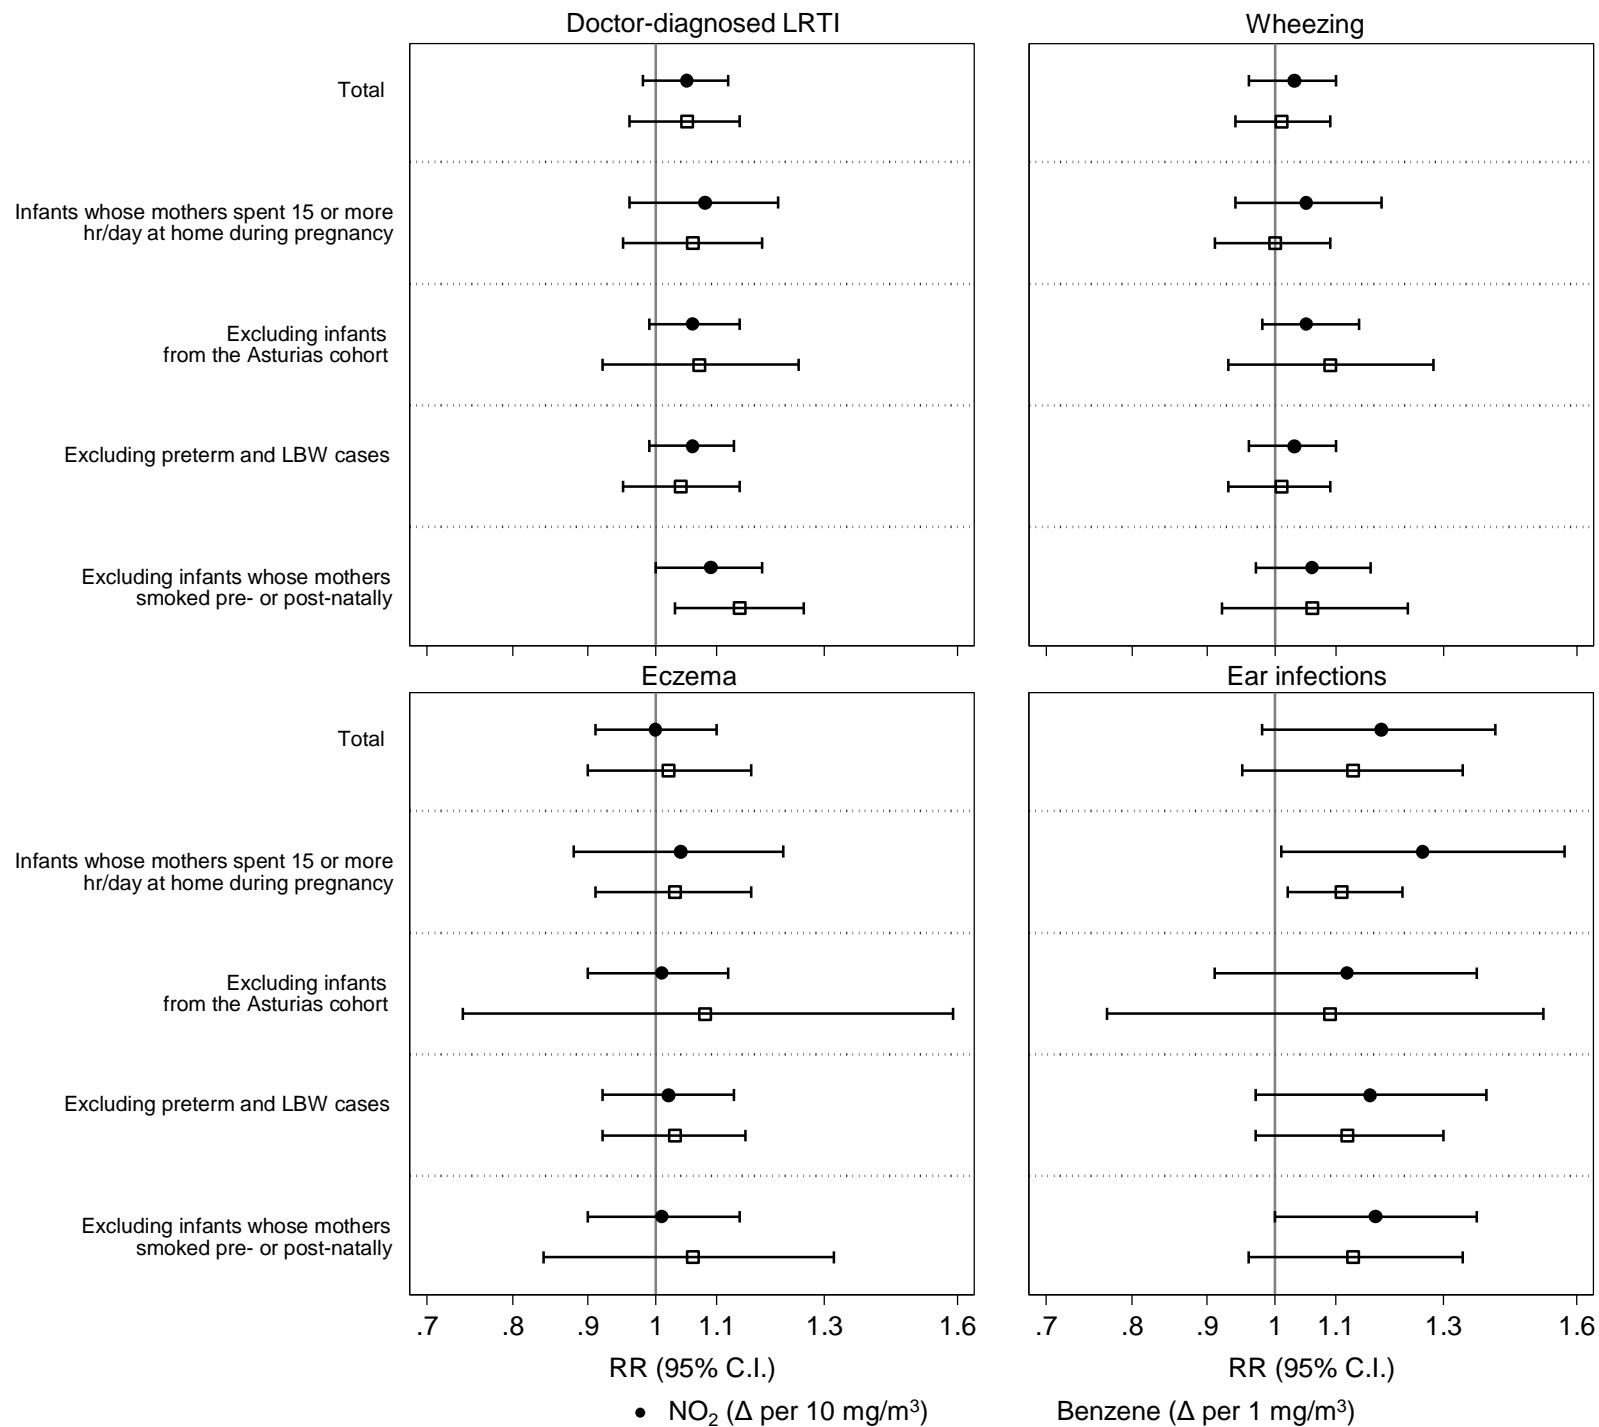 Doctor-diagnosed LRTI
Wheezing
Total
Infants whose mothers spent 15 or more
hr/day at home during pregnancy
Excluding infants
from the Asturias cohort
Excluding preterm and LBW cases
Excluding infants whose mothers
smoked pre- or post-natally
Eczema
Ear infections
Total
Infants whose mothers spent 15 or more
hr/day at home during pregnancy
Excluding infants
from the Asturias cohort
Excluding preterm and LBW cases
Excluding infants whose mothers
smoked pre- or post-natally
.7 .8 .9 1 1.1 1.3 1.6
.7 .8 .9 1 1.1 1.3 1.6
RR (95% C.I.)
RR (95% C.I.)
NO₂ (Δ per 10 mg/m³)
Benzene (Δ per 1 mg/m³)